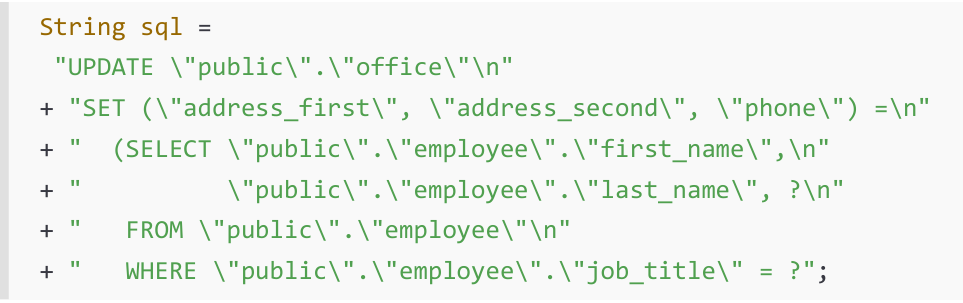 String sql =
 "UPDATE \"public\".\"office\"\n"
+ "SET (\"address_first\", \"address_second\", \"phone\") =\n"
+ "  (SELECT \"public\".\"employee\".\"first_name\",\n"
+ "          \"public\".\"employee\".\"last_name\", ?\n"
+ "   FROM \"public\".\"employee\"\n"
+ "   WHERE \"public\".\"employee\".\"job_title\" = ?";